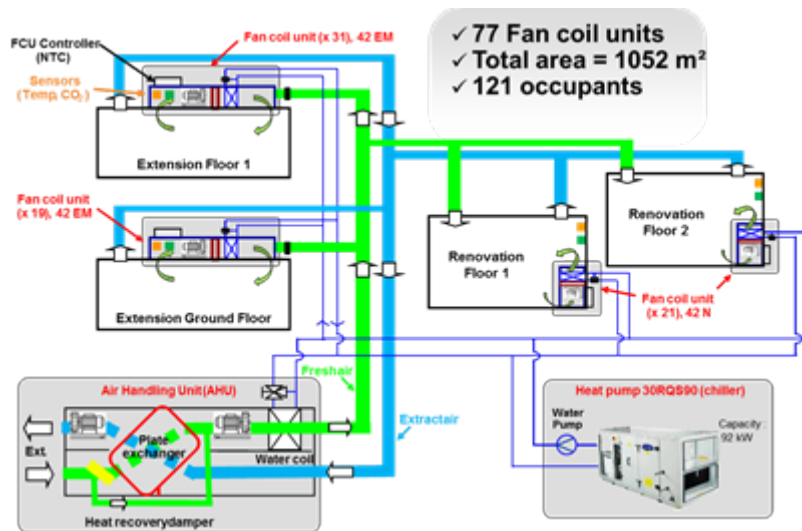 Fan coil unit (x 31), 42 EM
FCU Controller
(NTC)
Sensors
(Temp, CO₂)
✓ 77 Fan coil units
✓ Total area = 1052 m²
✓ 121 occupants
Extension Floor 1
Fan coil unit
(x 19), 42 EM
Extension Ground Floor
Renovation
Floor 1
Renovation
Floor 2
Fan coil unit
(x 21), 42 N
Air Handling Unit(AHU)
Freshair
Extractair
Ext.
Plate
exchanger
Water coil
Heat recoverydamper
Heat pump 30RQS90 (chiller)
Water
Pump
Capacity :
92 kW